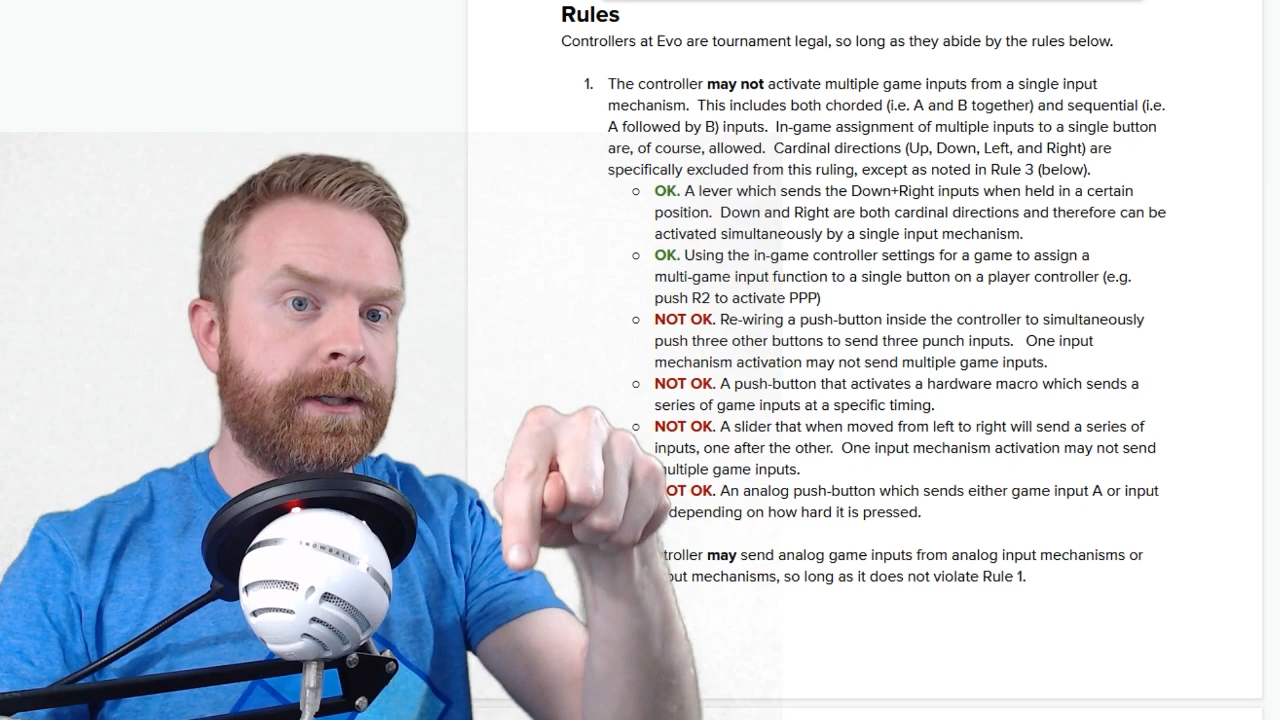 Rules
Controllers at Evo are tournament legal, so long as they abide by the rules below.
1. The controller may not activate multiple game inputs from a single input
mechanism. This includes both chorded (i.e. A and B together) and sequential (i.e.
A followed by B) inputs. In-game assignment of multiple inputs to a single button
are, of course, allowed. Cardinal directions (Up, Down, Left, and Right) are
specifically excluded from this ruling, except as noted in Rule 3 (below).
○ OK. A lever which sends the Down+Right inputs when held in a certain
position. Down and Right are both cardinal directions and therefore can be
activated simultaneously by a single input mechanism.
○ OK. Using the in-game controller settings for a game to assign a
multi-game input function to a single button on a player controller (e.g.
push R2 to activate PPP)
○ NOT OK. Re-wiring a push-button inside the controller to simultaneously
push three other buttons to send three punch inputs. One input
mechanism activation may not send multiple game inputs.
○ NOT OK. A push-button that activates a hardware macro which sends a
series of game inputs at a specific timing.
○ NOT OK. A slider that when moved from left to right will send a series of
inputs, one after the other. One input mechanism activation may not send
ultiple game inputs.
OT OK. An analog push-button which sends either game input A or input
depending on how hard it is pressed.
troller may send analog game inputs from analog input mechanisms or
put mechanisms, so long as it does not violate Rule 1.
SNOWBALL